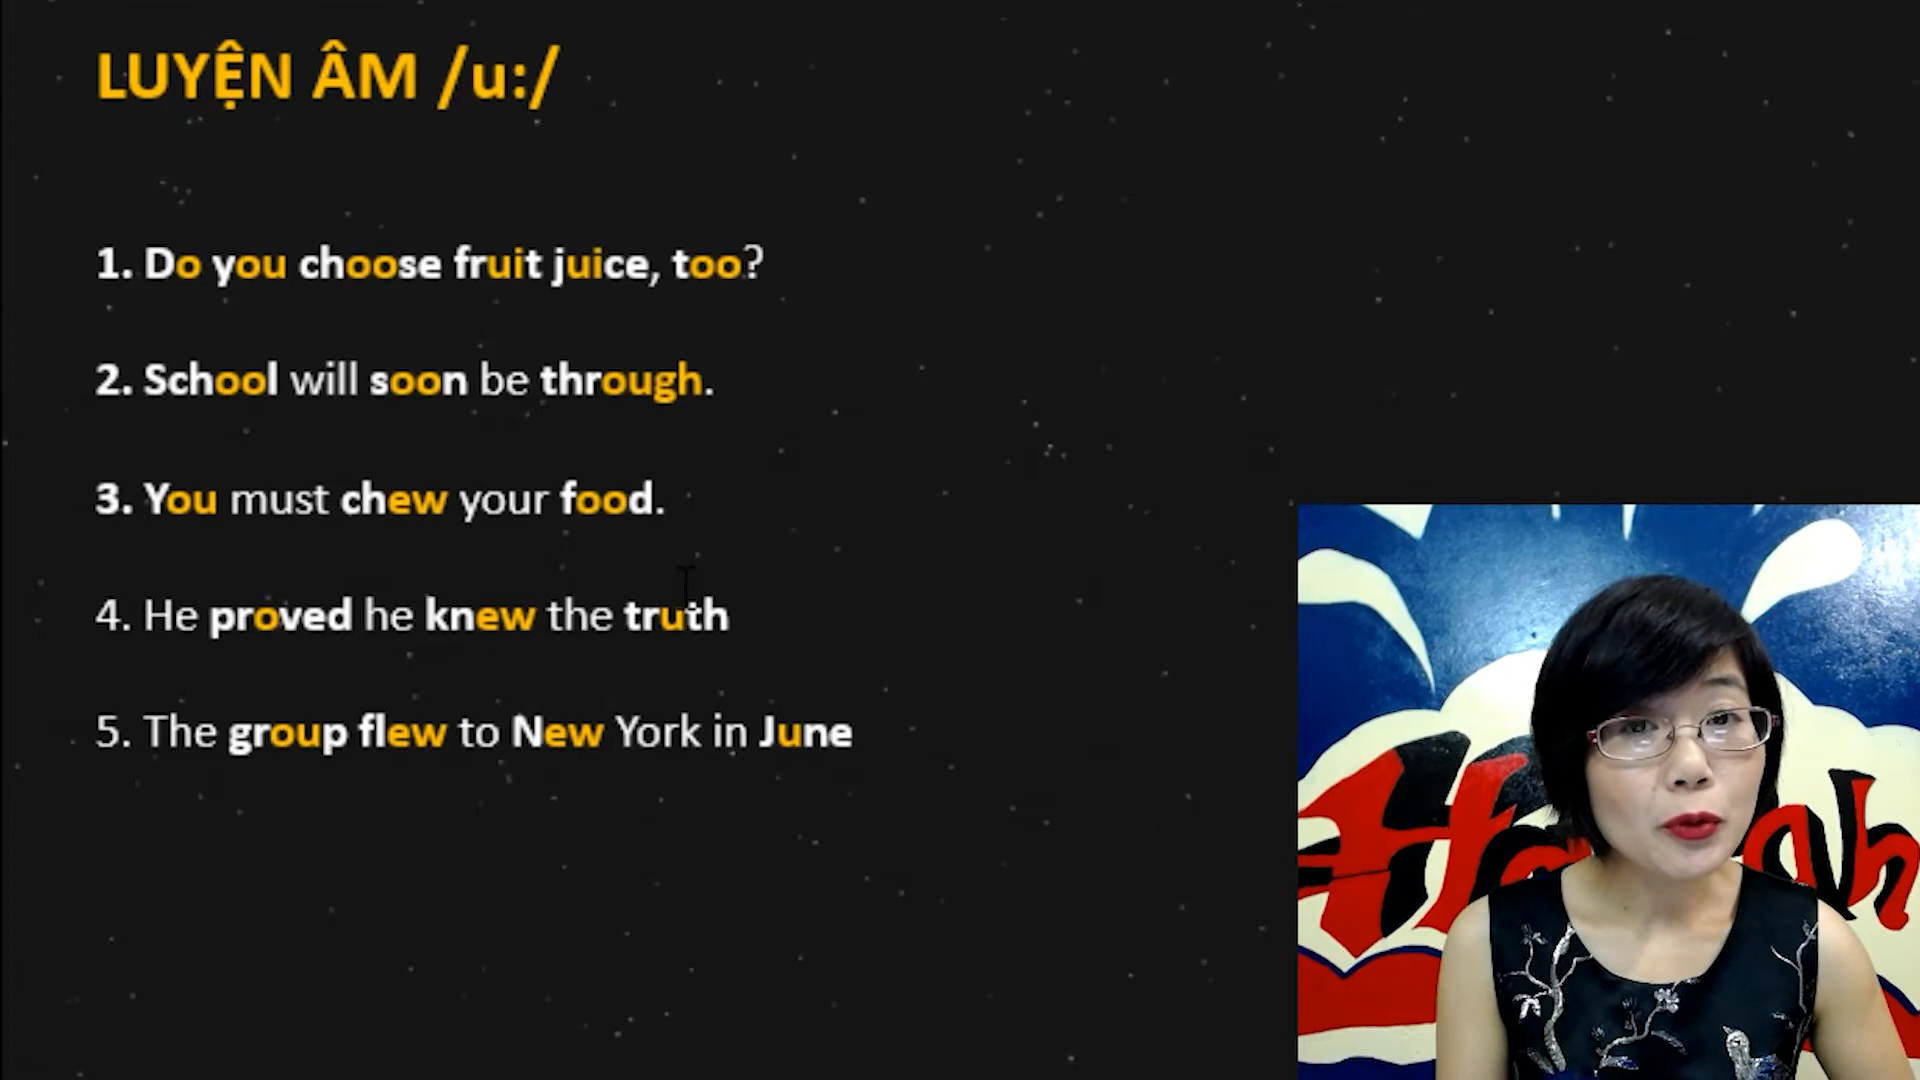 LUYỆN ÂM /u:/
1. Do you choose fruit juice, too?
2. School will soon be through.
3. You must chew your food.
4. He proved he knew the truth
5. The group flew to New York in June